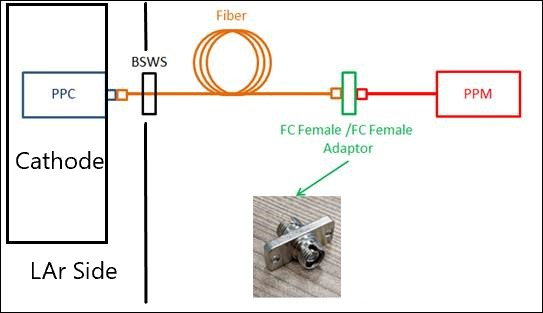 Fiber
BSWS
PPC
PPM
FC Female /FC Female
Adaptor
Cathode
LAr Side